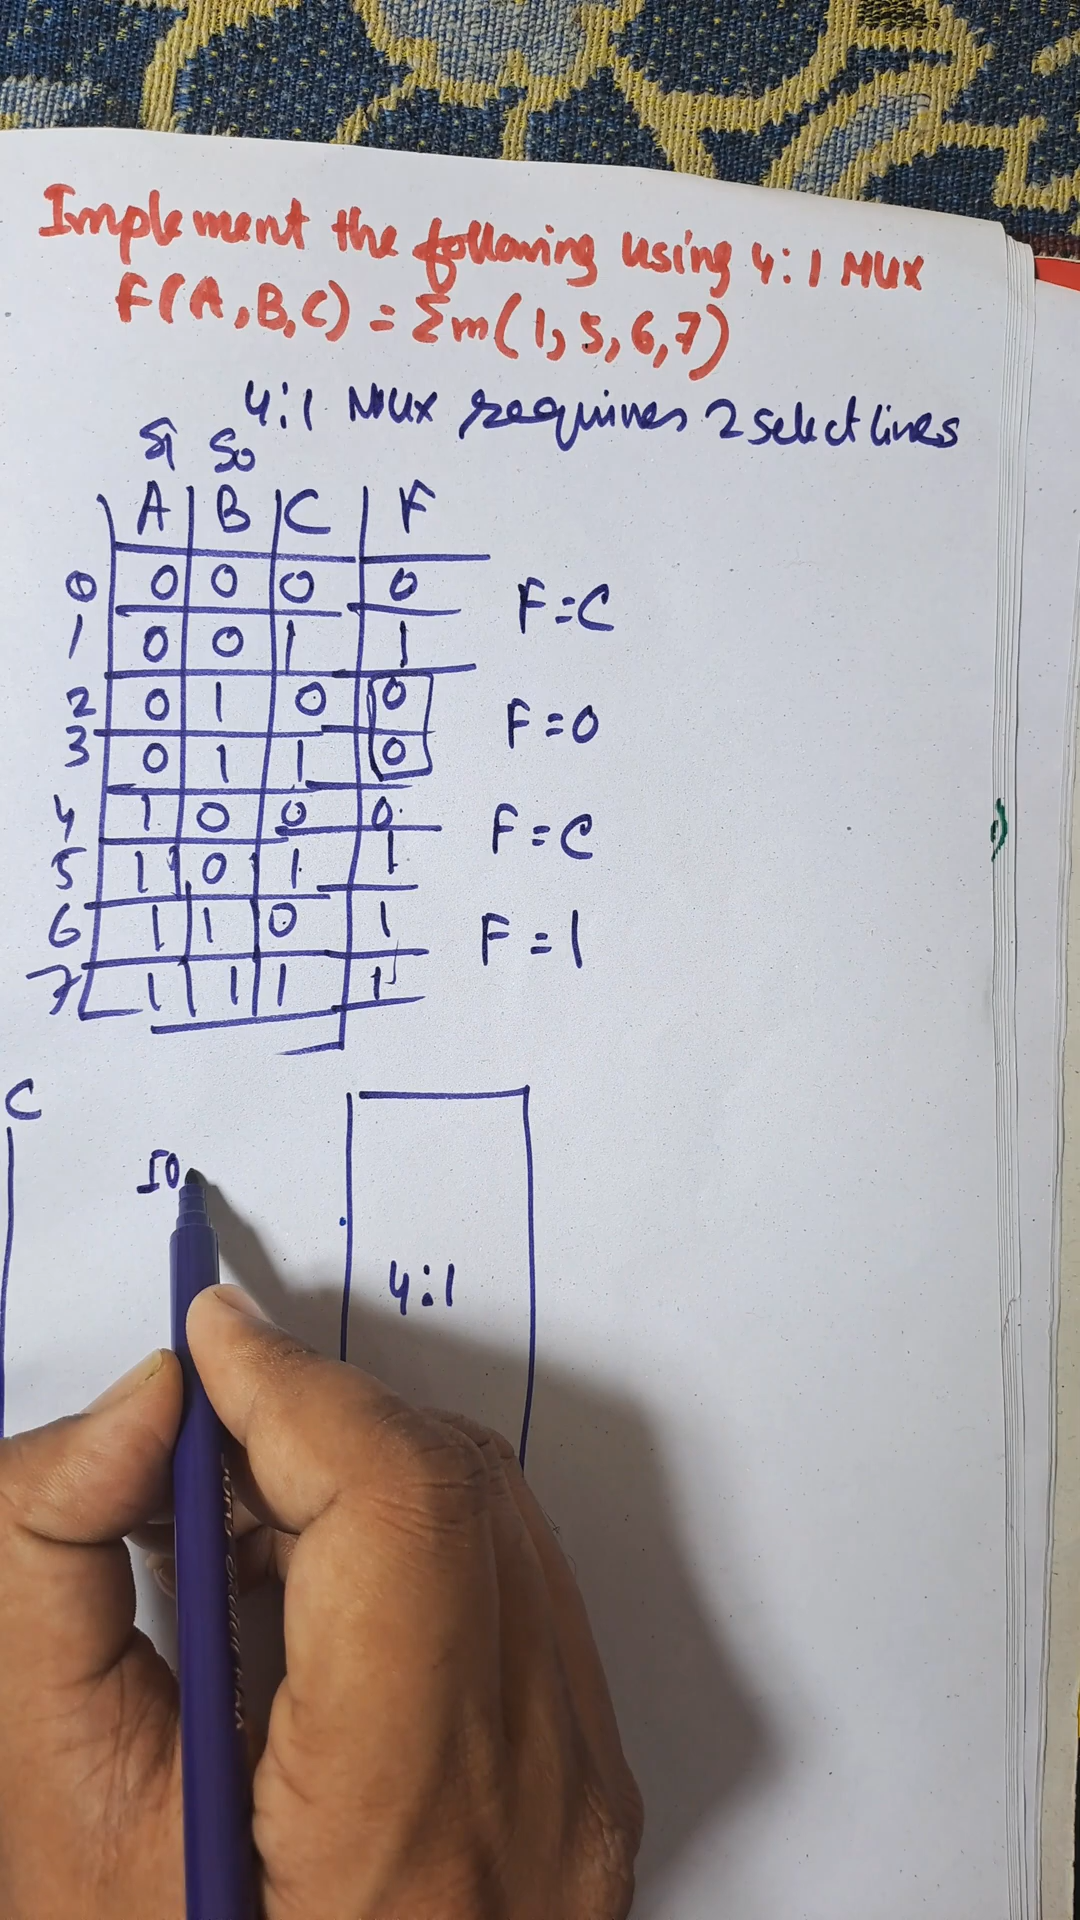 Implement the following using 4:1 MUX
F(A,B,C) = Σm(1,5,6,7)
4:1 MUX requires 2 select lines
S1 S0
A B C F
0 0 0 0 0 F=C
1 0 0 1 1
2 0 1 0 0 F=0
3 0 1 1 0
4 1 0 0 0 F=C
5 1 0 1 1
6 1 1 0 1 F=1
7 1 1 1 1
C
I0
4:1